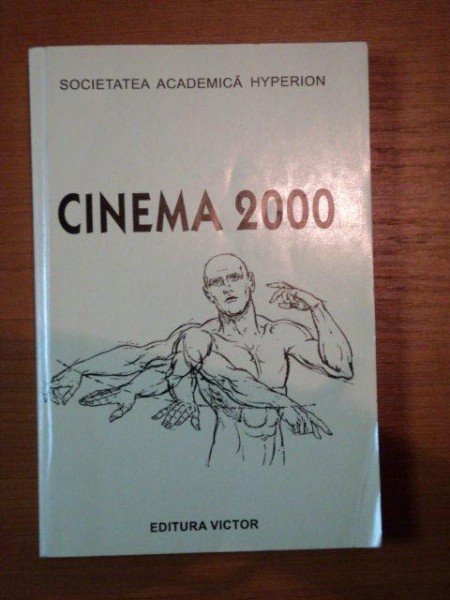 SOCIETATEA ACADEMICĂ HYPERION
CINEMA 2000
EDITURA VICTOR